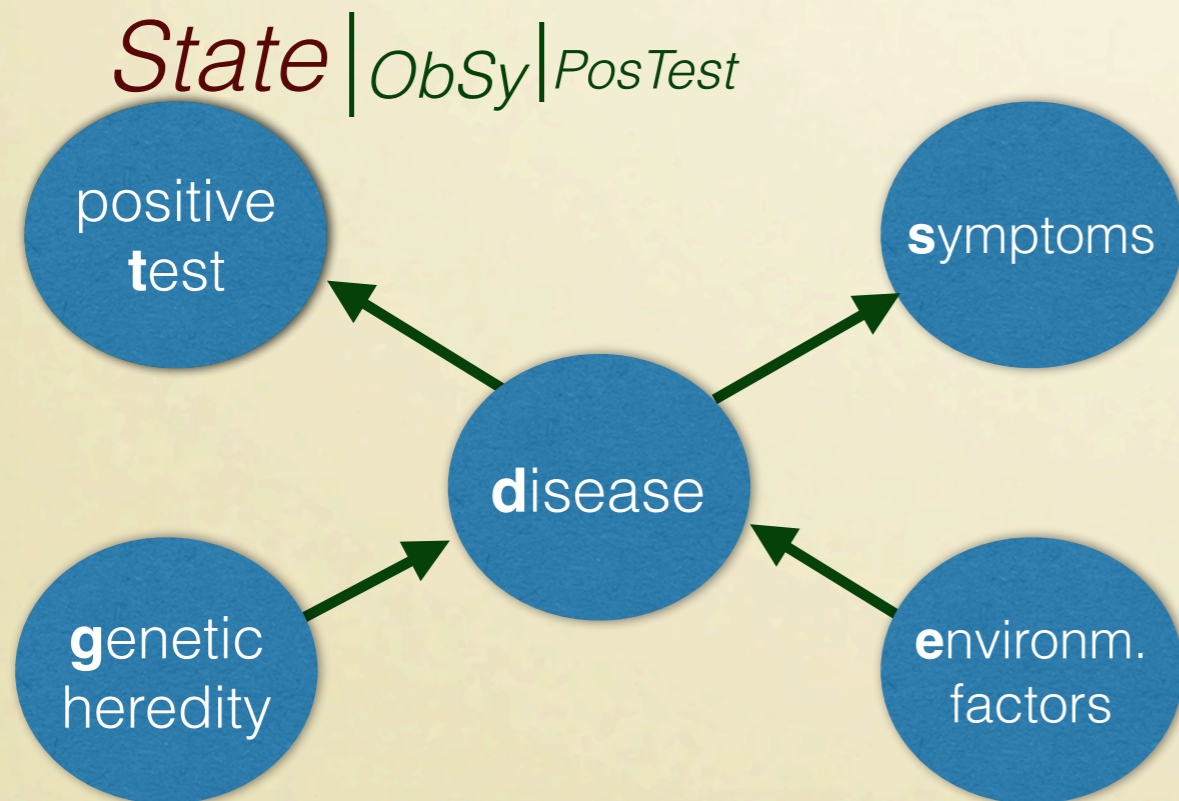 State|ObSy|PosTest
positive
test
symptoms
disease
genetic
heredity
environm.
factors